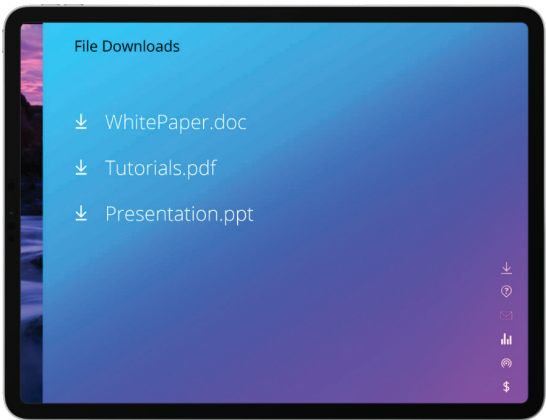 File Downloads
WhitePaper.doc
Tutorials.pdf
Presentation.ppt
?
$